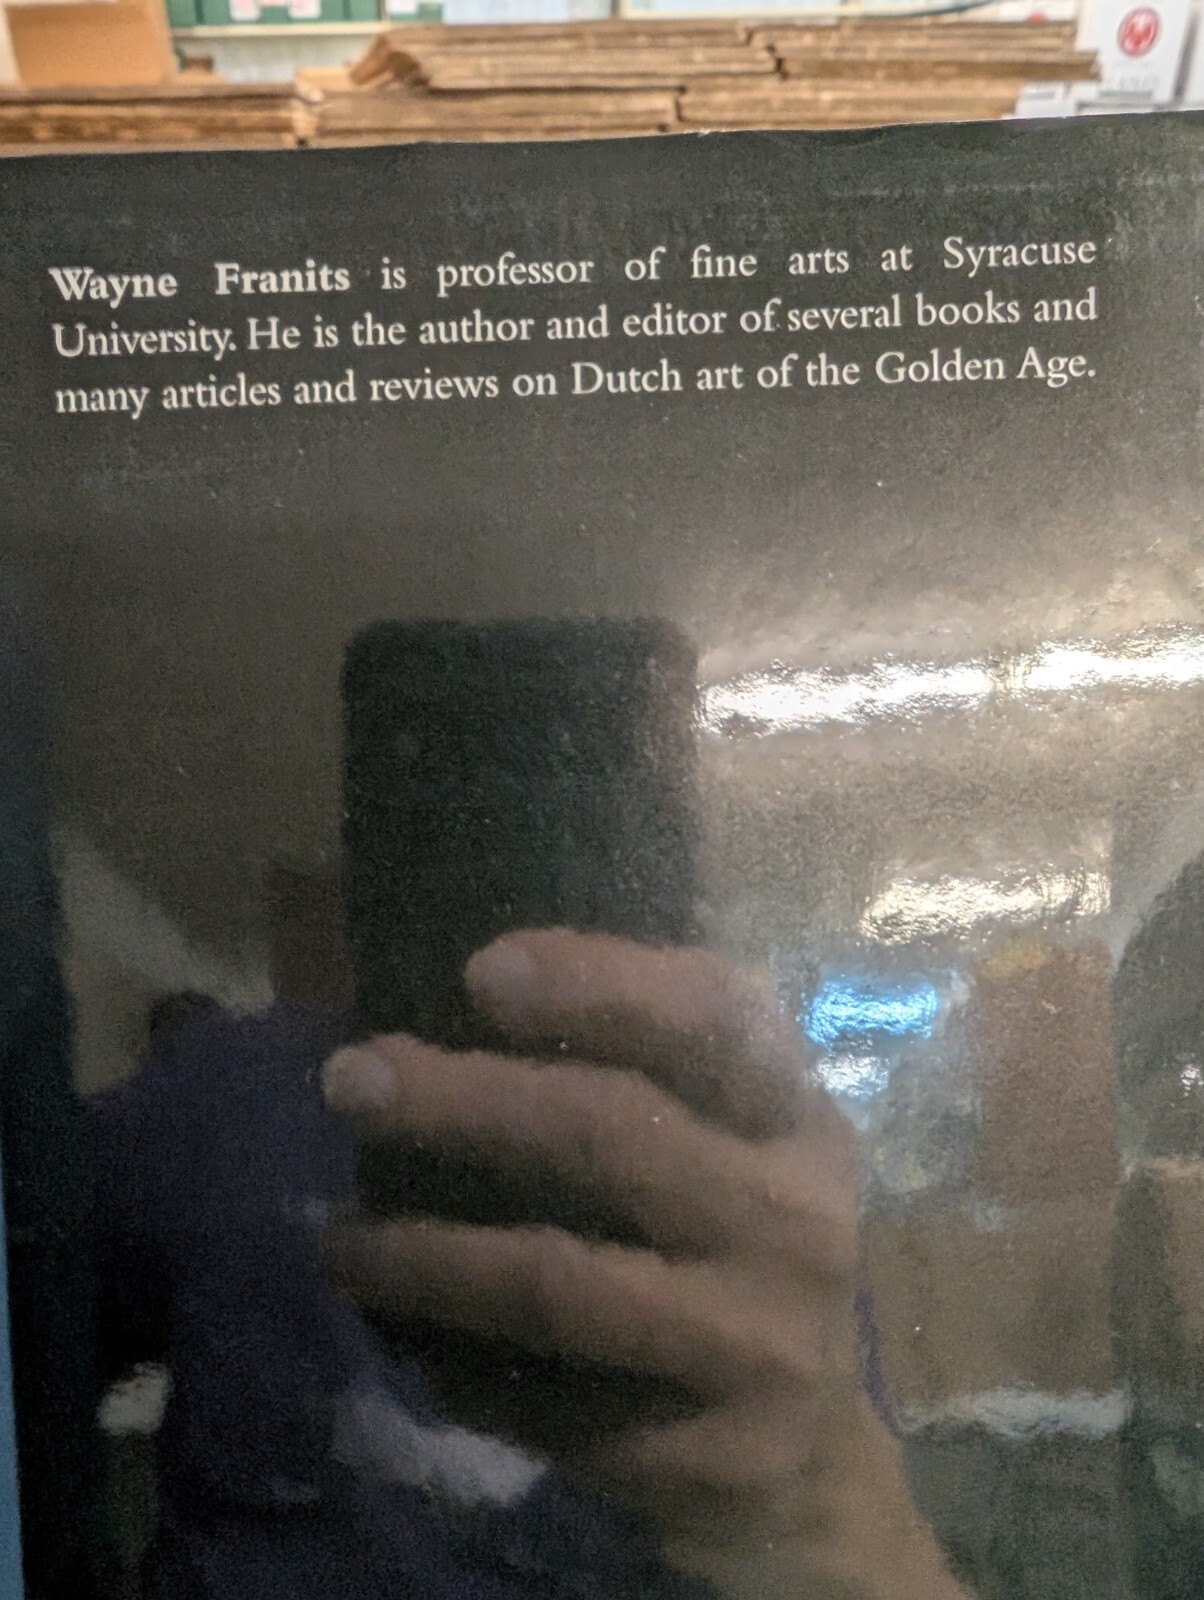 Wayne Franits is professor of fine arts at Syracuse
University. He is the author and editor of several books and
many articles and reviews on Dutch art of the Golden Age.